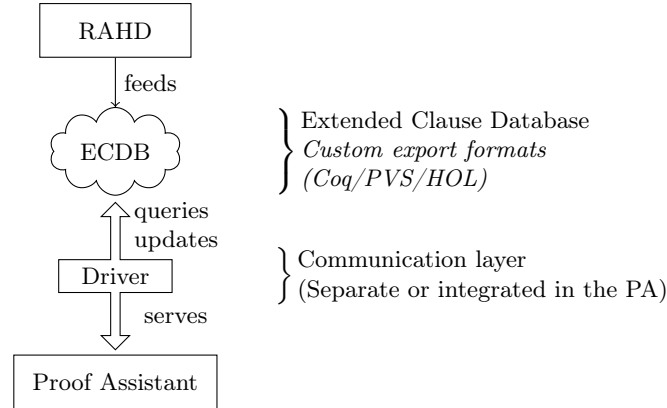 RAHD
feeds
ECDB
Extended Clause Database
Custom export formats
(Coq/PVS/HOL)
queries
updates
Driver
Communication layer
(Separate or integrated in the PA)
serves
Proof Assistant